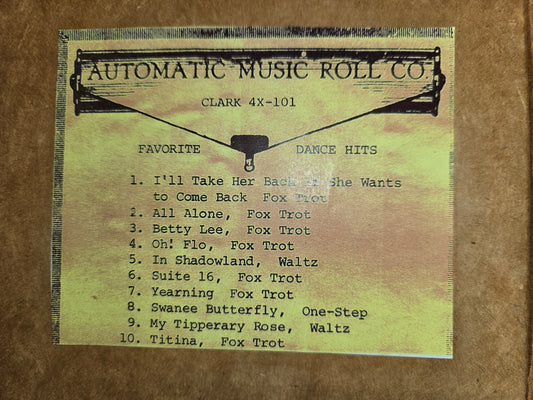 AUTOMATIC MUSIC ROLL CO.
CLARK 4X-101
FAVORITE DANCE HITS
1. I'll Take Her Back If She Wants
to Come Back Fox Trot
2. All Alone, Fox Trot
3. Betty Lee, Fox Trot
4. Oh! Flo, Fox Trot
5. In Shadowland, Waltz
6. Suite 16, Fox Trot
7. Yearning Fox Trot
8. Swanee Butterfly, One-Step
9. My Tipperary Rose, Waltz
10. Titina, Fox Trot